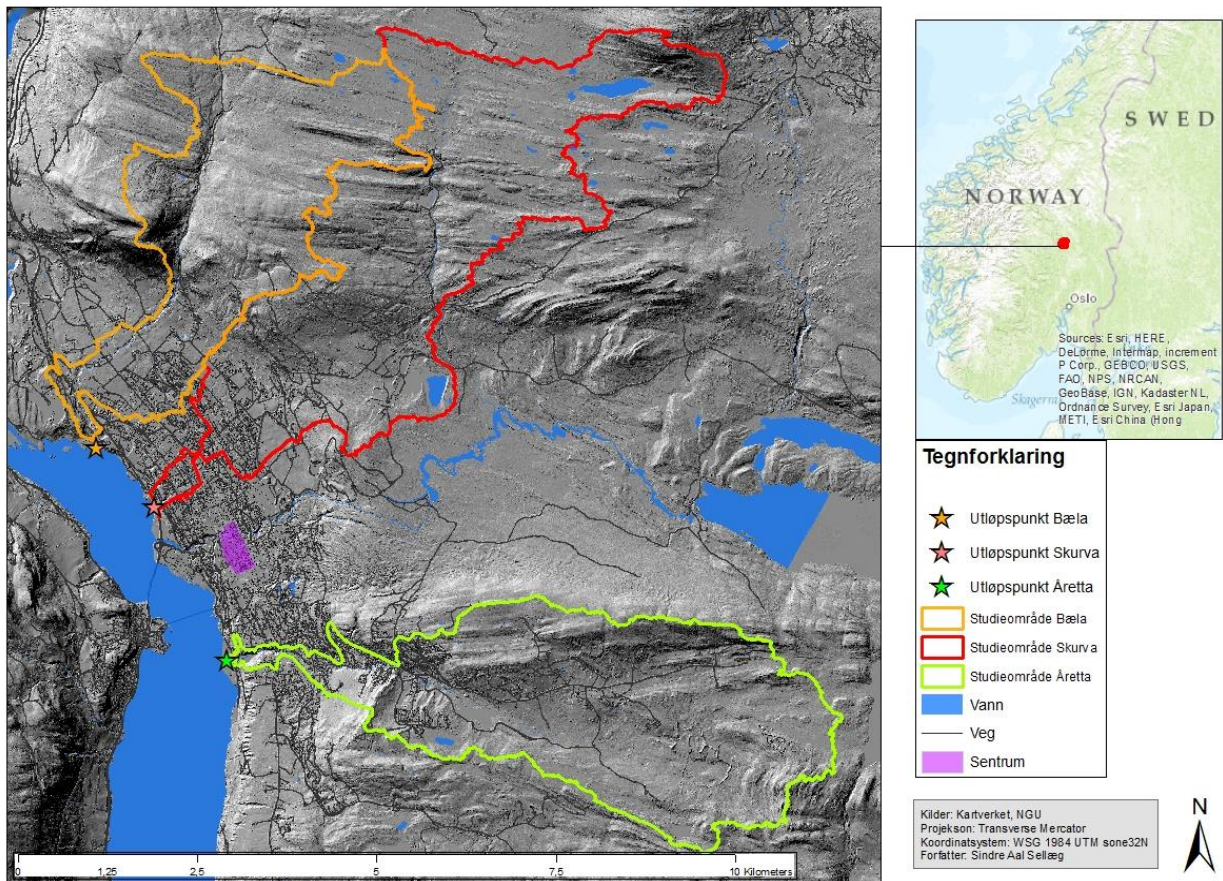 NORWAY
SWED
Oslo
Skagerra
Sources: Esri, HERE,
DeLorme, Intermap, increment
P Corp., GEBCO, USGS,
FAO, NPS, NRCAN,
GeoBase, IGN, Kadaster NL,
Ordnance Survey, Esri Japan,
METI, Esri China (Hong
Tegnforklaring
Utløpspunkt Bæla
Utløpspunkt Skurva
Utløpspunkt Åretta
Studieområde Bæla
Studieområde Skurva
Studieområde Åretta
Vann
Veg
Sentrum
Kilder: Kartverket, NGU
Projekson: Transverse Mercator
Koordinatsystem: WSG 1984 UTM sone32N
Forfatter: Sindre Aal Sellæg
N
0 1,25 2,5 5 7,5 10 Kilometers